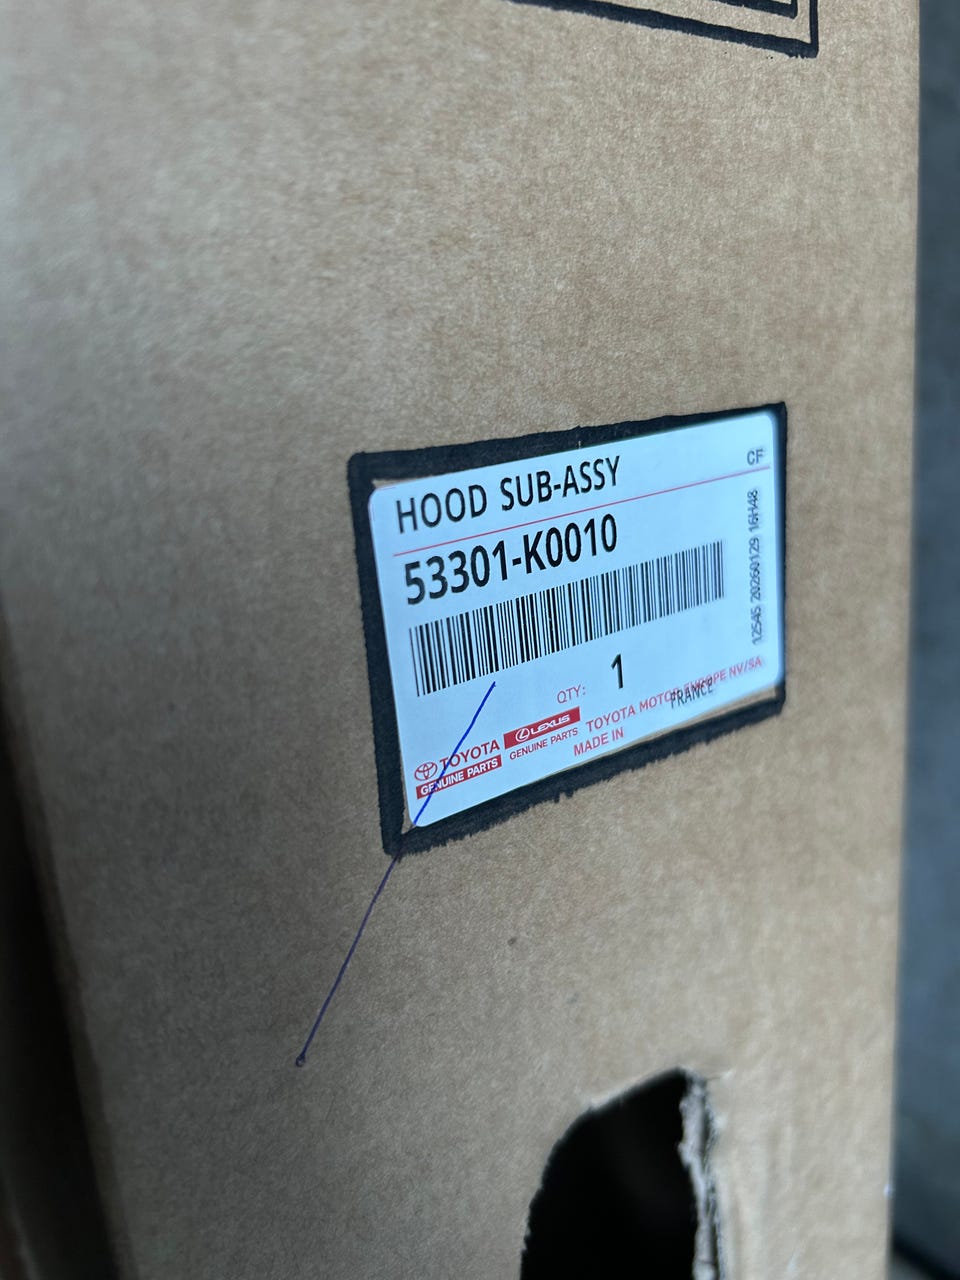 HOOD SUB-ASSY
CF
53301-K0010
12545 20260129 16H48
QTY: 1
TOYOTA
GENUINE PARTS
LEXUS
GENUINE PARTS
TOYOTA MOTOR EUROPE NV/SA
MADE IN FRANCE